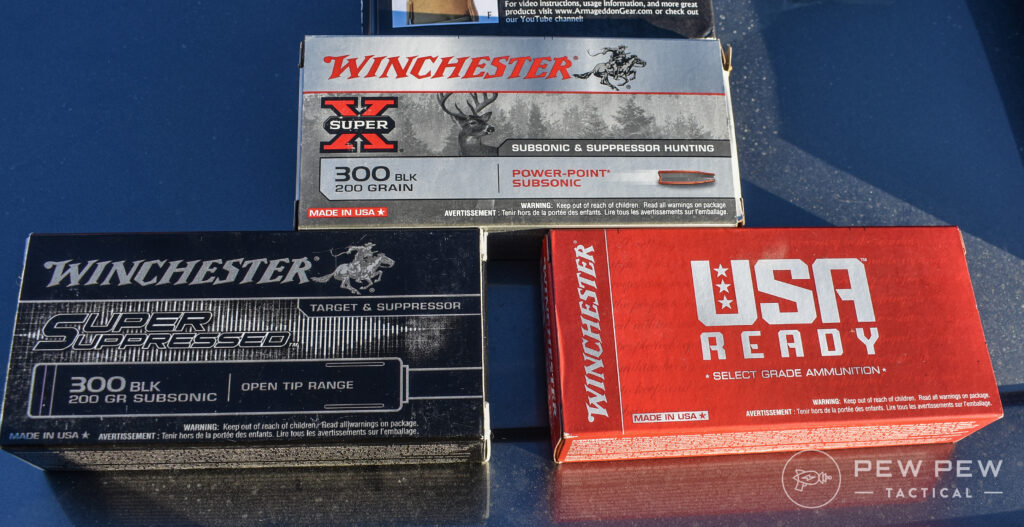 For video instructions, usage information, and more great
products visit www.ArmageddonGear.com or check out
our YouTube channel!
F
WINCHESTER
SUPER X
SUBSONIC & SUPPRESSOR HUNTING
300 BLK
200 GRAIN
POWER-POINT®
SUBSONIC
MADE IN USA
WARNING: Keep out of reach of children. Read all warnings on package.
AVERTISSEMENT : Tenir hors de la portée des enfants. Lire tous les avertissements sur l'emballage.
WINCHESTER
TARGET & SUPPRESSOR
SUPER
SUPPRESSED™
300 BLK
200 GR SUBSONIC
OPEN TIP RANGE
WARNING: Keep out of reach of children. Read all warnings on package.
MADE IN USA
AVERTISSEMENT : Tenir hors de la portée des enfants. Lire tous les avertissements sur l'emballage.
WINCHESTER
USA™
READY
SELECT GRADE AMMUNITION
WARNING: Keep out of reach of children. Read all warnings on package.
MADE IN USA
AVERTISSEMENT : Tenir hors de la portée des enfants. Lire tous les avertissements sur l'emballage.
PEW PEW
TACTICAL